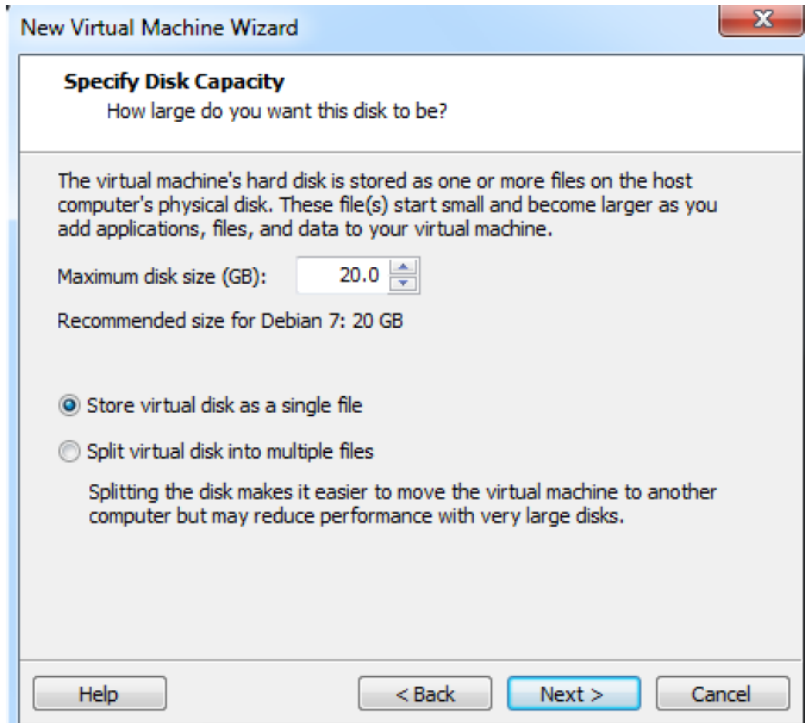 New Virtual Machine Wizard
Specify Disk Capacity
How large do you want this disk to be?
The virtual machine's hard disk is stored as one or more files on the host
computer's physical disk. These file(s) start small and become larger as you
add applications, files, and data to your virtual machine.
Maximum disk size (GB): 20.0
Recommended size for Debian 7: 20 GB
Store virtual disk as a single file
Split virtual disk into multiple files
Splitting the disk makes it easier to move the virtual machine to another
computer but may reduce performance with very large disks.
Help < Back Next > Cancel